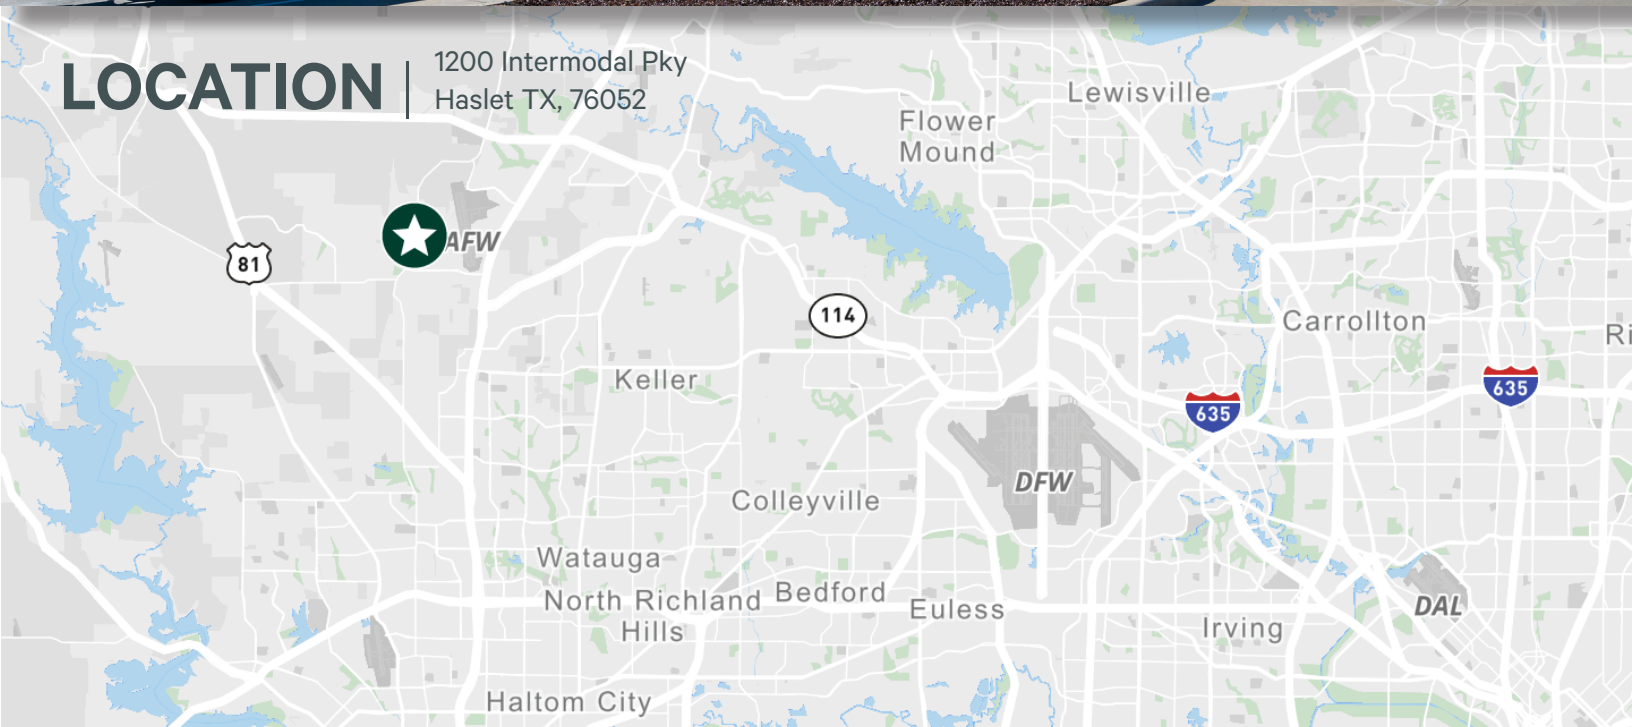 LOCATION
1200 Intermodal Pky
Haslet TX, 76052
Lewisville
Flower
Mound
AFW
81
114
Carrollton
Ri
Keller
635
635
DFW
Colleyville
Watauga
North Richland
Hills
Bedford
Euless
DAL
Irving
Haltom City